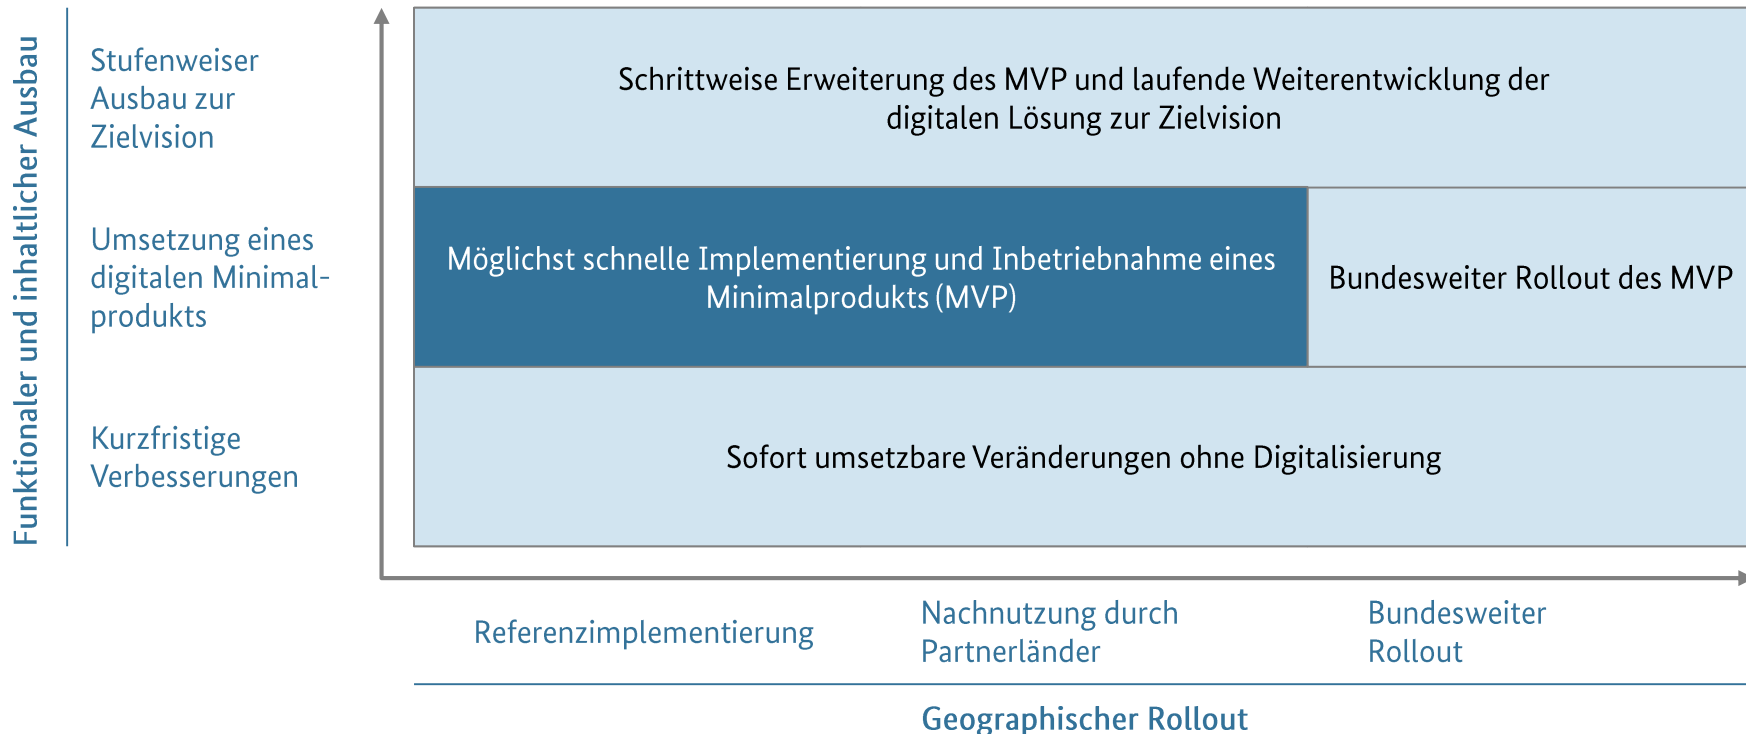 Funktionaler und inhaltlicher Ausbau
Stufenweiser
Ausbau zur
Zielvision
Schrittweise Erweiterung des MVP und laufende Weiterentwicklung der
digitalen Lösung zur Zielvision
Umsetzung eines
digitalen Minimal-
produkts
Möglichst schnelle Implementierung und Inbetriebnahme eines
Minimalprodukts (MVP)
Bundesweiter Rollout des MVP
Kurzfristige
Verbesserungen
Sofort umsetzbare Veränderungen ohne Digitalisierung
Referenzimplementierung
Nachnutzung durch
Partnerländer
Bundesweiter
Rollout
Geographischer Rollout